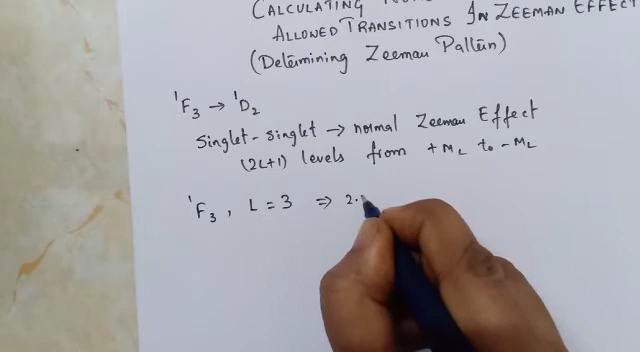 CALCULATING
ALLOWED TRANSITIONS IN ZEEMAN EFFECT
(Determining Zeeman Pattern)
¹F₃ → ¹D₂
Singlet-singlet → normal Zeeman Effect
(2L+1) levels from +M_L to -M_L
¹F₃, L = 3 ⇒ 2.